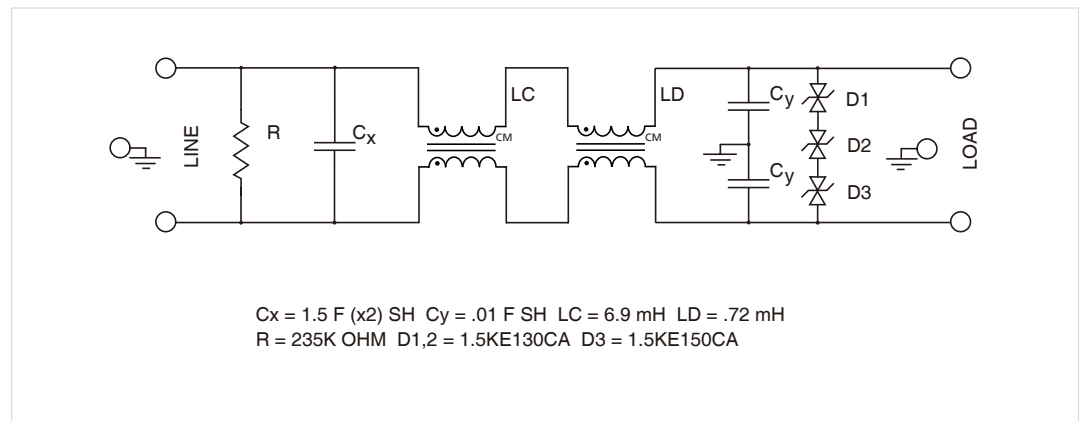 LINE
R
Cx
LC
CM
LD
CM
Cy
Cy
D1
D2
D3
LOAD
Cx = 1.5 F (x2) SH Cy = .01 F SH LC = 6.9 mH LD = .72 mH
R = 235K OHM D1,2 = 1.5KE130CA D3 = 1.5KE150CA